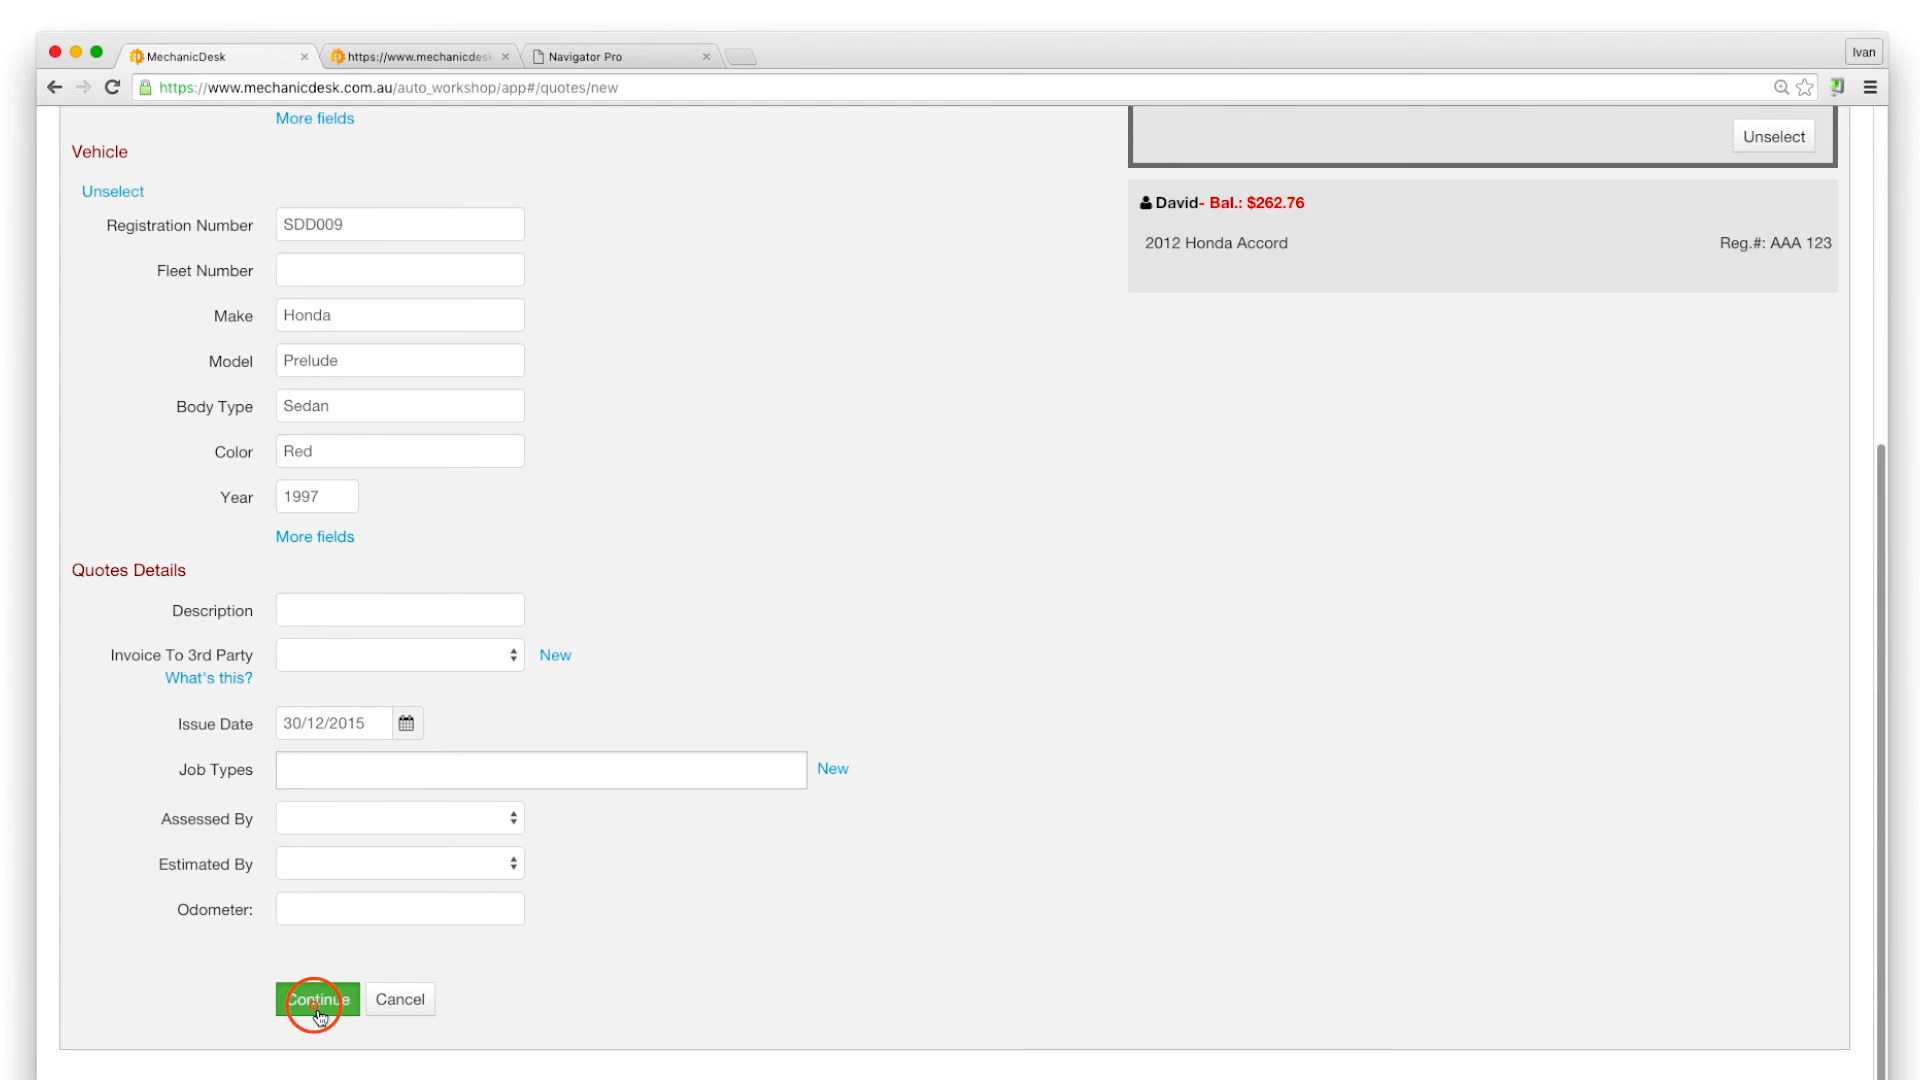 MechanicDesk
https://www.mechanicdesk
Navigator Pro
Ivan
https://www.mechanicdesk.com.au/auto_workshop/app#/quotes/new
More fields
Unselect
Vehicle
Unselect
David- Bal.: $262.76
Registration Number SDD009
2012 Honda Accord Reg.#: AAA 123
Fleet Number
Make Honda
Model Prelude
Body Type Sedan
Color Red
Year 1997
More fields
Quotes Details
Description
Invoice To 3rd Party New
What's this?
Issue Date 30/12/2015
Job Types New
Assessed By
Estimated By
Odometer:
Continue Cancel